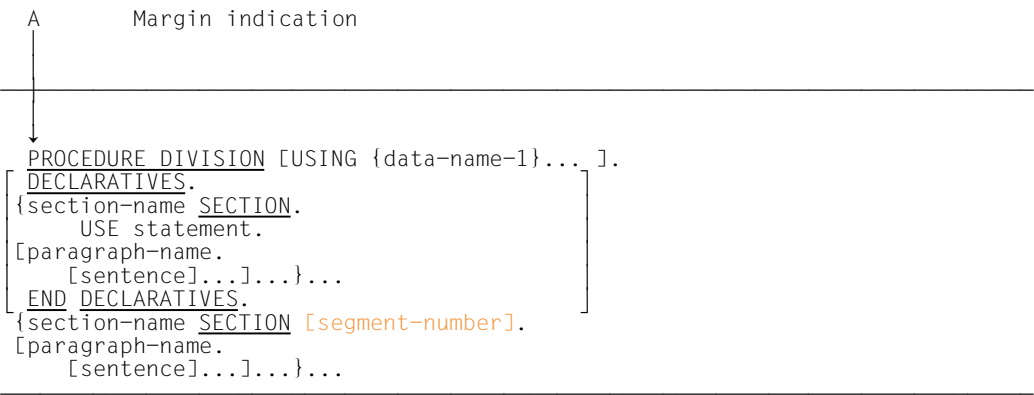 A Margin indication
PROCEDURE DIVISION [USING {data-name-1}... ].
DECLARATIVES.
{section-name SECTION.
USE statement.
[paragraph-name.
[sentence]...]...}...
END DECLARATIVES.
{section-name SECTION [segment-number].
[paragraph-name.
[sentence]...]...}...